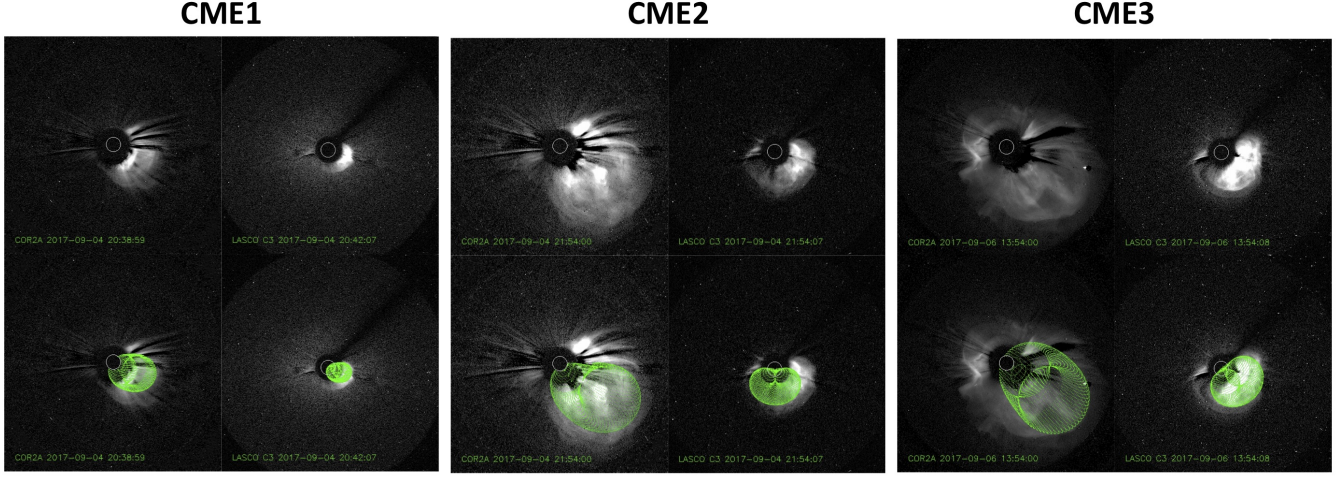 CME1
CME2
CME3
COR2A 2017-09-04 20:38:59
LASCO C3 2017-09-04 20:42:07
COR2A 2017-09-04 21:54:00
LASCO C3 2017-09-04 21:54:07
COR2A 2017-09-06 13:54:00
LASCO C3 2017-09-06 13:54:08
COR2A 2017-09-04 20:38:59
LASCO C3 2017-09-04 20:42:07
COR2A 2017-09-04 21:54:00
LASCO C3 2017-09-04 21:54:07
COR2A 2017-09-06 13:54:00
LASCO C3 2017-09-06 13:54:08